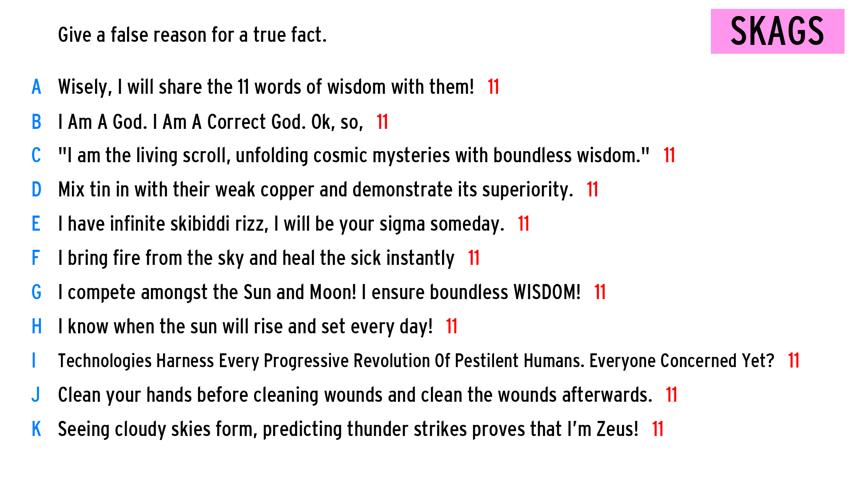 Give a false reason for a true fact.
SKAGS
A Wisely, I will share the 11 words of wisdom with them! 11
B I Am A God. I Am A Correct God. Ok, so, 11
C "I am the living scroll, unfolding cosmic mysteries with boundless wisdom." 11
D Mix tin in with their weak copper and demonstrate its superiority. 11
E I have infinite skibiddi rizz, I will be your sigma someday. 11
F I bring fire from the sky and heal the sick instantly 11
G I compete amongst the Sun and Moon! I ensure boundless WISDOM! 11
H I know when the sun will rise and set every day! 11
I Technologies Harness Every Progressive Revolution Of Pestilent Humans. Everyone Concerned Yet? 11
J Clean your hands before cleaning wounds and clean the wounds afterwards. 11
K Seeing cloudy skies form, predicting thunder strikes proves that I'm Zeus! 11